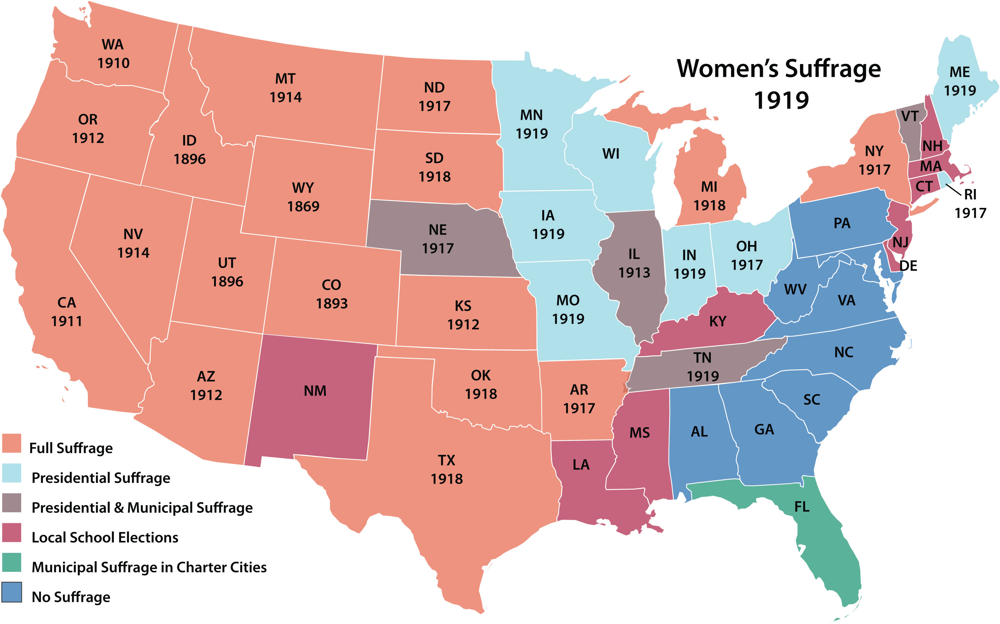 Women's Suffrage
1919
WA
1910
OR
1912
ID
1896
MT
1914
ND
1917
SD
1918
WY
1869
NE
1917
NV
1914
UT
1896
CO
1893
KS
1912
CA
1911
AZ
1912
NM
OK
1918
TX
1918
MN
1919
WI
IA
1919
MO
1919
AR
1917
LA
MI
1918
IL
1913
IN
1919
OH
1917
KY
TN
1919
MS
AL
GA
FL
SC
NC
VA
WV
PA
NY
1917
VT
NH
ME
1919
MA
CT
RI
1917
NJ
DE
Full Suffrage
Presidential Suffrage
Presidential & Municipal Suffrage
Local School Elections
Municipal Suffrage in Charter Cities
No Suffrage